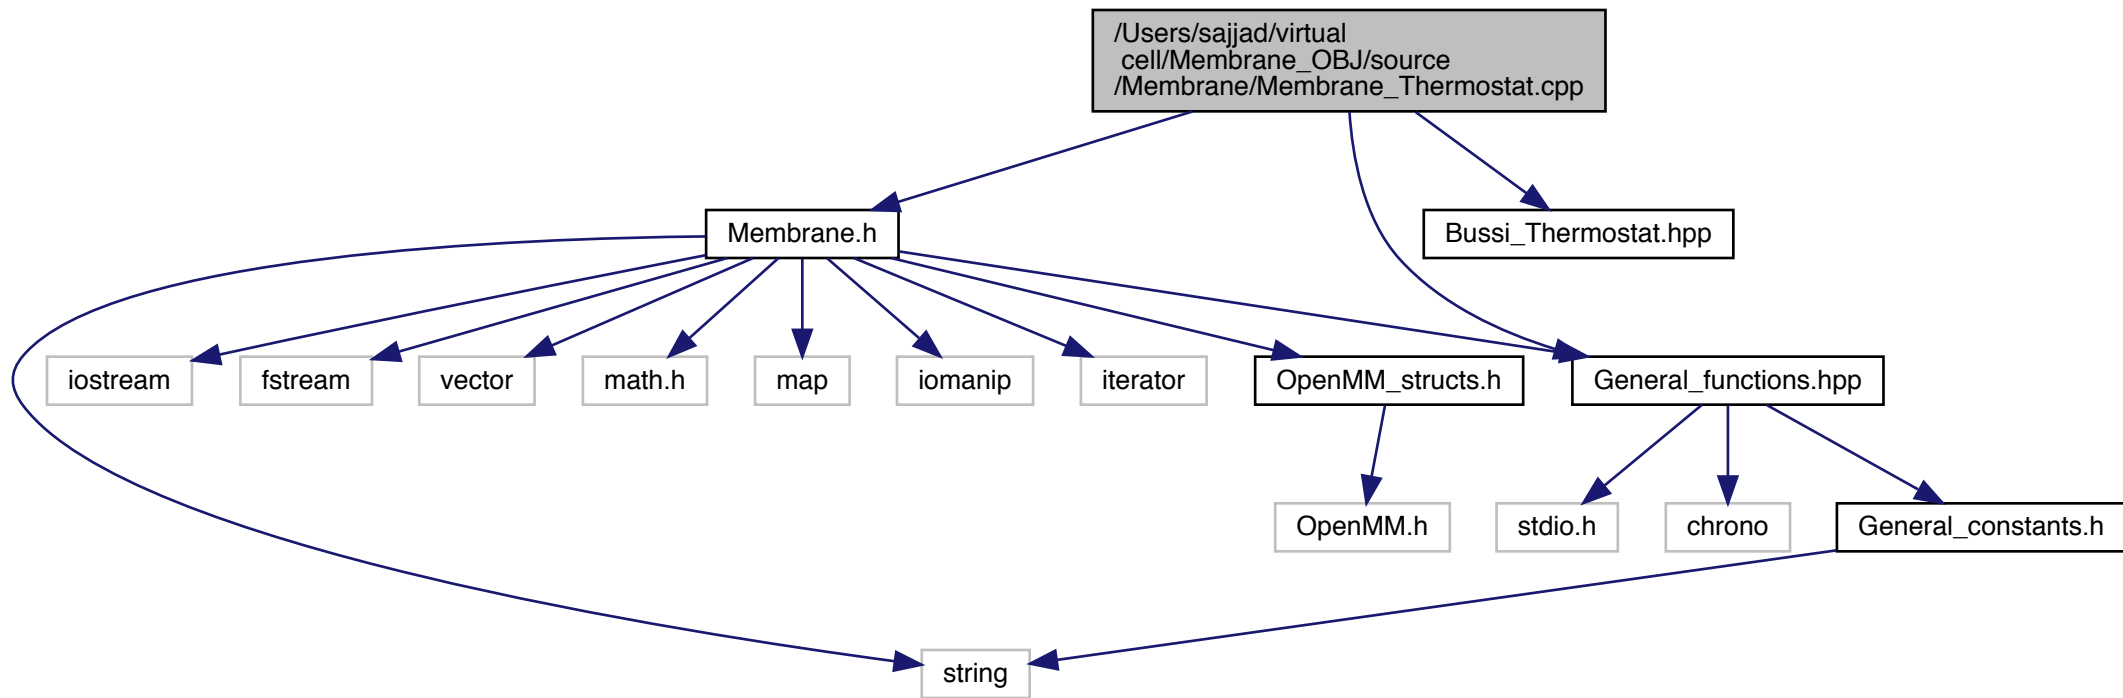 /Users/sajjad/virtual
cell/Membrane_OBJ/source
/Membrane/Membrane_Thermostat.cpp
Membrane.h
Bussi_Thermostat.hpp
iostream
fstream
vector
math.h
map
iomanip
iterator
OpenMM_structs.h
General_functions.hpp
OpenMM.h
stdio.h
chrono
General_constants.h
string